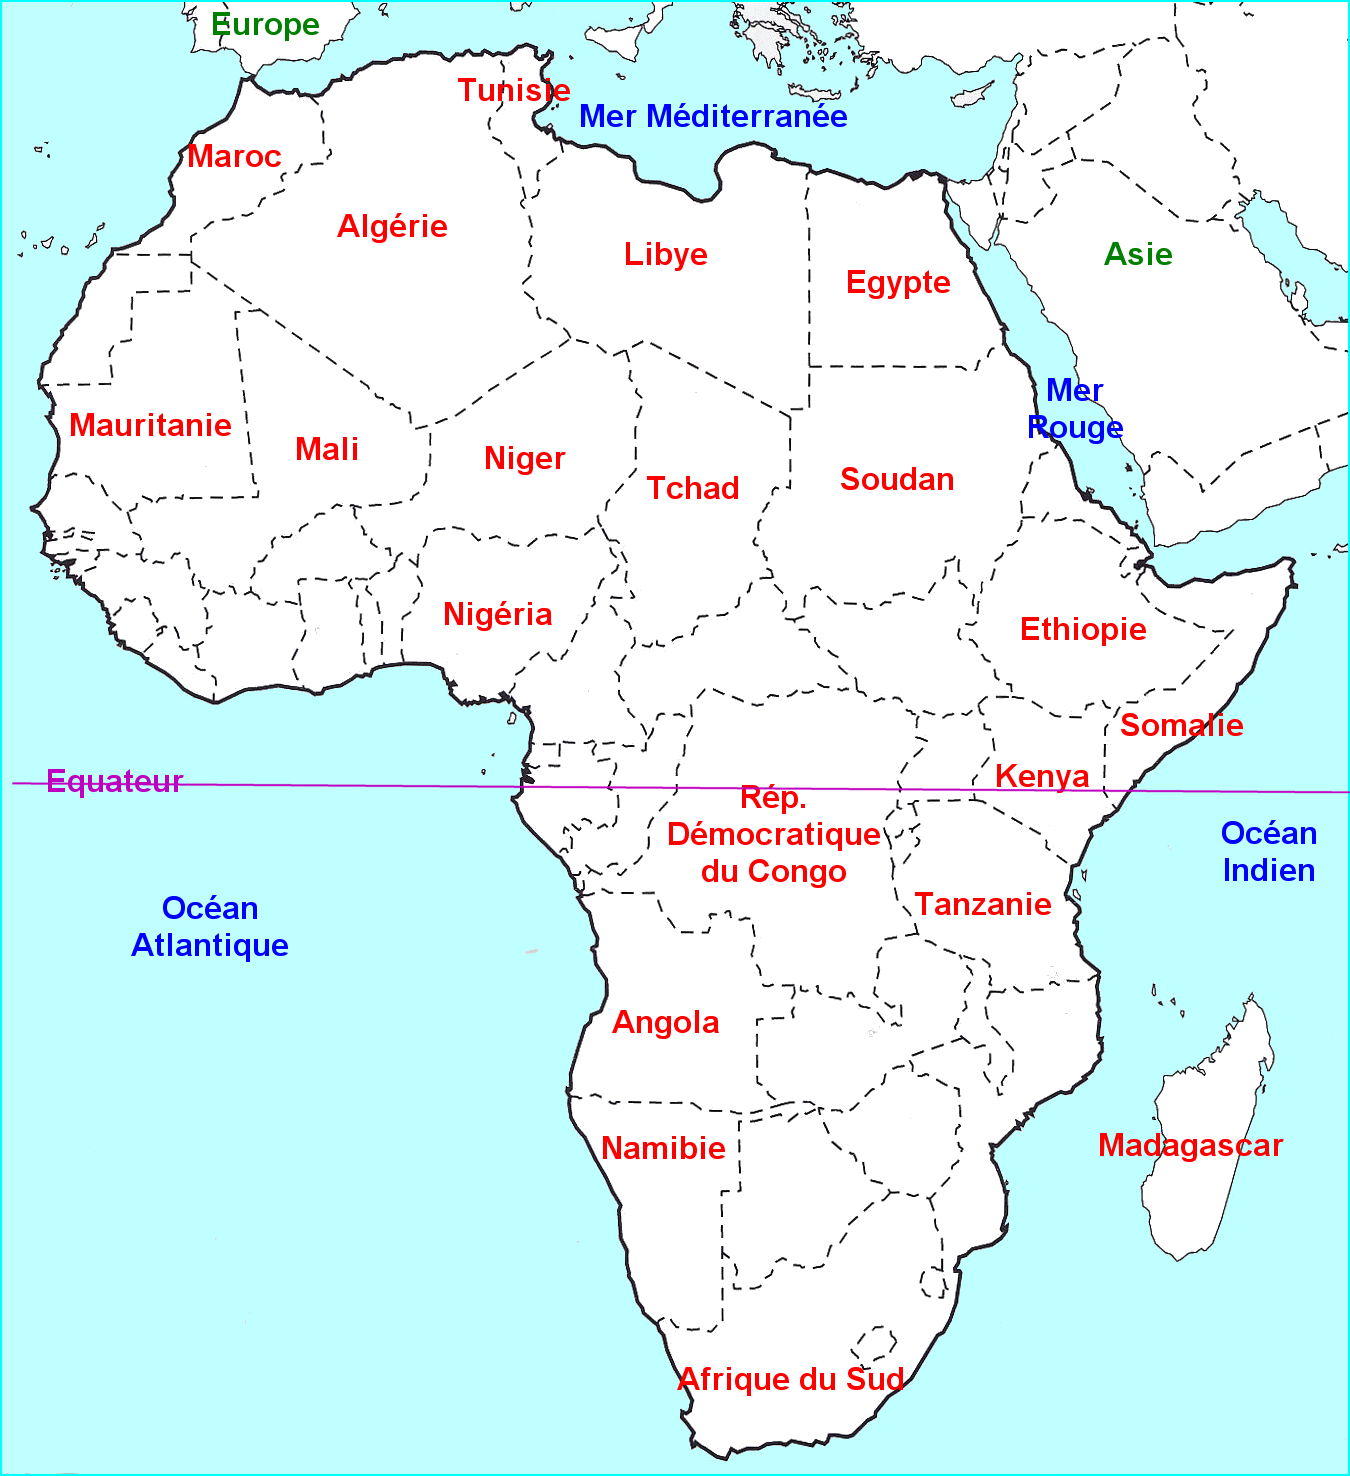 Europe
Tunisie
Mer Méditerranée
Maroc
Algérie
Libye
Egypte
Asie
Mer
Rouge
Mauritanie
Mali
Niger
Tchad
Soudan
Nigéria
Ethiopie
Somalie
Equateur
Kenya
Rép.
Démocratique
du Congo
Océan
Indien
Tanzanie
Océan
Atlantique
Angola
Namibie
Madagascar
Afrique du Sud